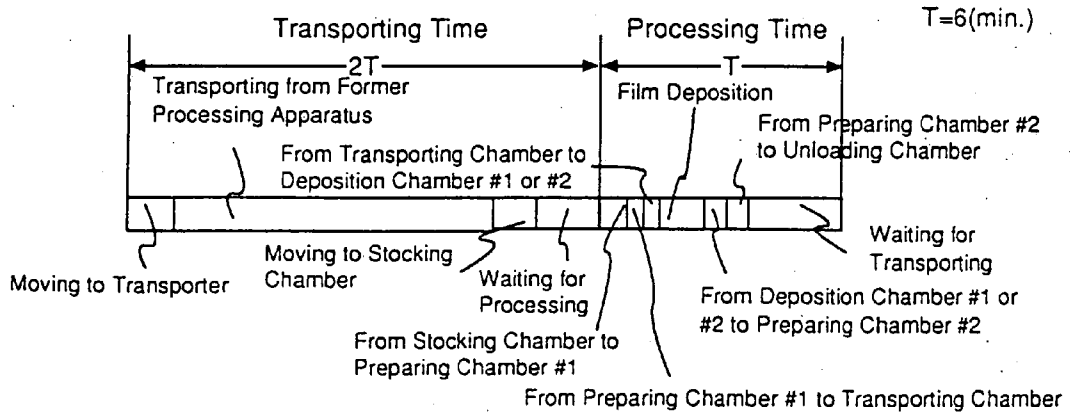 T=6(min.)
Transporting Time
Processing Time
2T
T
Transporting from Former
Processing Apparatus
Film Deposition
From Preparing Chamber #2
to Unloading Chamber
From Transporting Chamber to
Deposition Chamber #1 or #2
Moving to Transporter
Moving to Stocking
Chamber
Waiting for
Processing
Waiting for
Transporting
From Stocking Chamber to
Preparing Chamber #1
From Deposition Chamber #1 or
#2 to Preparing Chamber #2
From Preparing Chamber #1 to Transporting Chamber